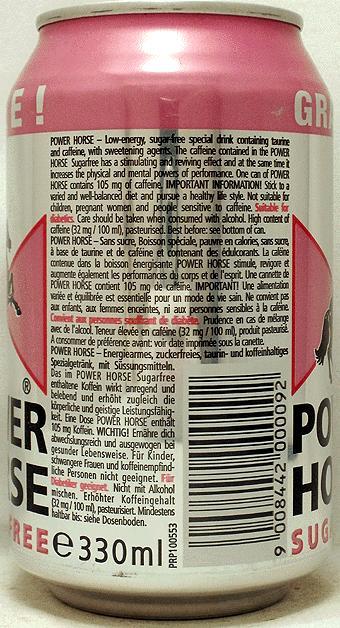 E !
GRA
POWER HORSE – Low-energy, sugar-free special drink containing taurine
and caffeine, with sweetening agents. The caffeine contained in the POWER
HORSE Sugarfree has a stimulating and reviving effect and at the same time it
increases the physical and mental powers of performance. One can of POWER
HORSE contains 105 mg of caffeine. IMPORTANT INFORMATION! Stick to a
varied and well-balanced diet and pursue a healthy life style. Not suitable for
children, pregnant women and people sensitive to caffeine. Suitable for
diabetics. Care should be taken when consumed with alcohol. High content of
caffeine (32 mg / 100 ml), pasteurised. Best before: see bottom of can.
POWER HORSE – Sans sucre, Boisson spéciale, pauvre en calories, sans sucre,
à base de taurine et de caféine et contenant des édulcorants. La caféine
contenue dans la boisson énergisante POWER HORSE stimule, revigore et
augmente également les performances du corps et de l'esprit. Une cannette de
POWER HORSE contient 105 mg de caféine. IMPORTANT! Une alimentation
variée et équilibrée est essentielle pour un mode de vie sain. Ne convient pas
aux enfants, aux femmes enceintes, ni aux personnes sensibles à la caféine.
Convient aux personnes souffrant de diabète. Prudence en cas de mélange
avec de l'alcool. Teneur élevée en caféine (32 mg / 100 ml), produit pasteurisé.
A consommer de préférence avant: voir date imprimée sous la canette.
POWER HORSE – Energiearmes, zuckerfreies, taurin- und koffeinhaltiges
Spezialgetränk, mit Süssungsmitteln.
Das im POWER HORSE Sugarfree
enthaltene Koffein wirkt anregend und
belebend und erhöht zugleich die
körperliche und geistige Leistungsfähig-
keit. Eine Dose POWER HORSE enthält
105 mg Koffein. WICHTIG! Ernähre dich
abwechslungsreich und ausgewogen bei
gesunder Lebensweise. Für Kinder,
schwangere Frauen und koffeinempfind-
liche Personen nicht geeignet. Für
Diabetiker geeignet. Nicht mit Alkohol
mischen. Erhöhter Koffeingehalt
(32 mg / 100 ml), pasteurisiert. Mindestens
haltbar bis: siehe Dosenboden.
®
ER
SE
FREE
e 330ml
PRP100553
9 008442 000092
PO
HO
SUGA